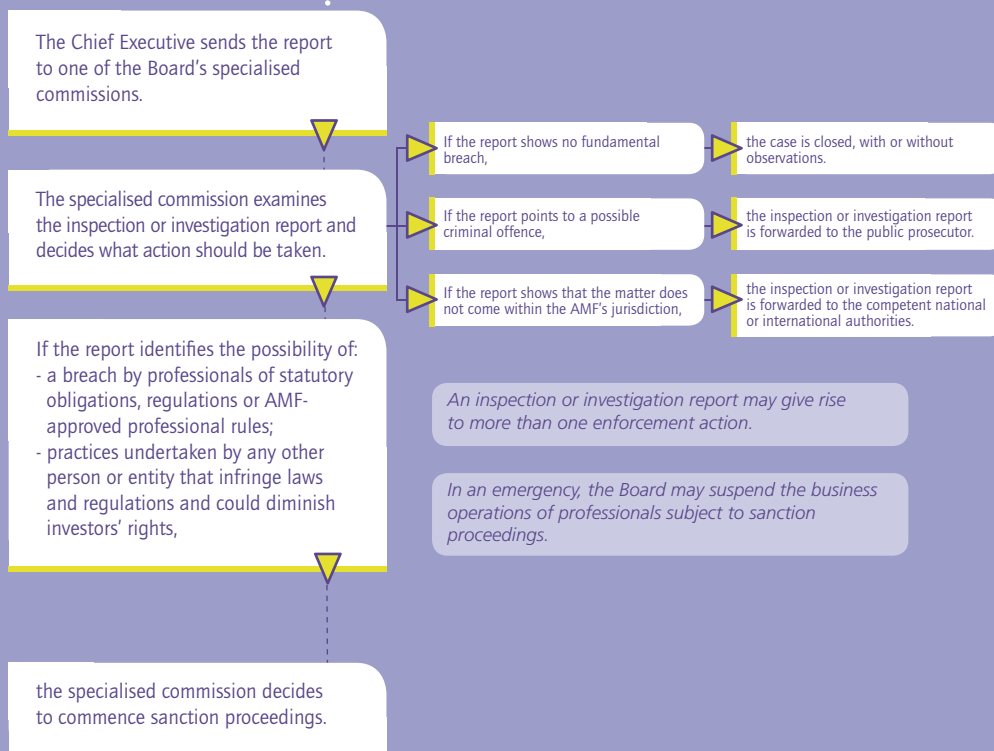 The Chief Executive sends the report
to one of the Board's specialised
commissions.
The specialised commission examines
the inspection or investigation report and
decides what action should be taken.
If the report shows no fundamental
breach,
the case is closed, with or without
observations.
If the report points to a possible
criminal offence,
the inspection or investigation report
is forwarded to the public prosecutor.
If the report shows that the matter does
not come within the AMF's jurisdiction,
the inspection or investigation report
is forwarded to the competent national
or international authorities.
If the report identifies the possibility of:
- a breach by professionals of statutory
obligations, regulations or AMF-
approved professional rules;
- practices undertaken by any other
person or entity that infringe laws
and regulations and could diminish
investors' rights,
An inspection or investigation report may give rise
to more than one enforcement action.
In an emergency, the Board may suspend the business
operations of professionals subject to sanction
proceedings.
the specialised commission decides
to commence sanction proceedings.